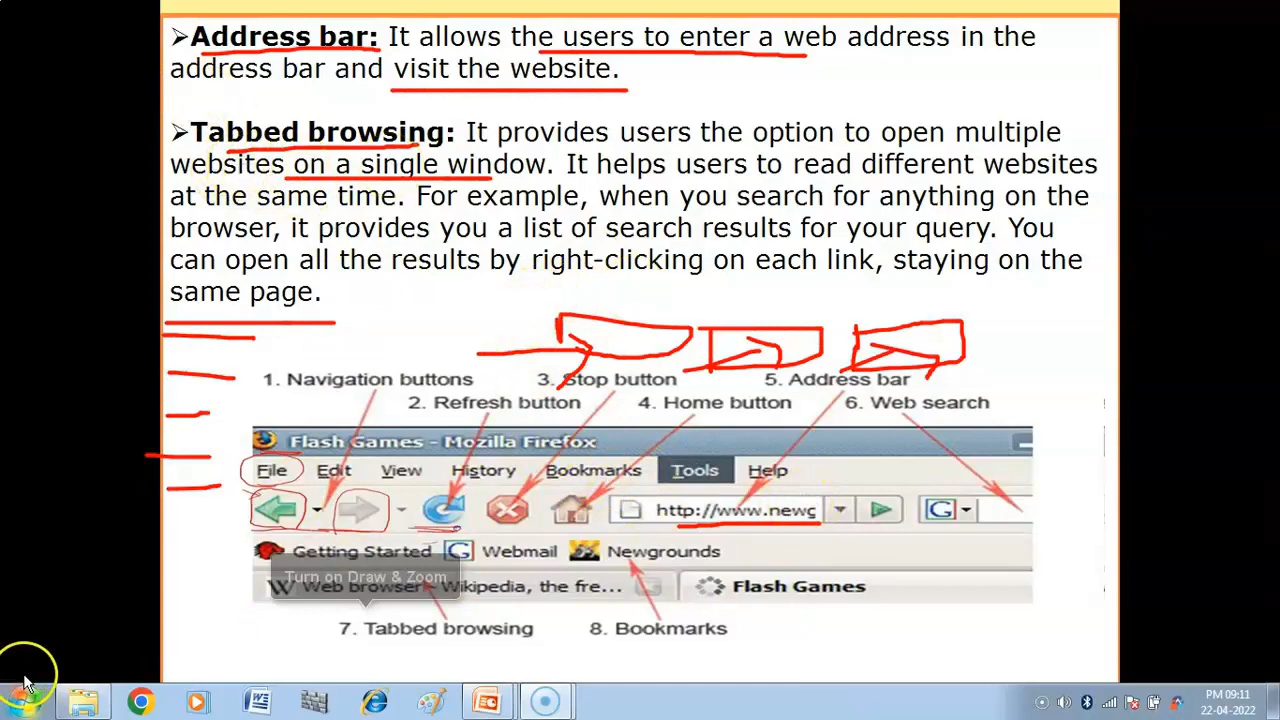 ➢Address bar: It allows the users to enter a web address in the
address bar and visit the website.
➢Tabbed browsing: It provides users the option to open multiple
websites on a single window. It helps users to read different websites
at the same time. For example, when you search for anything on the
browser, it provides you a list of search results for your query. You
can open all the results by right-clicking on each link, staying on the
same page.
1. Navigation buttons 3. Stop button 5. Address bar
2. Refresh button 4. Home button 6. Web search
Flash Games - Mozilla Firefox
File Edit View History Bookmarks Tools Help
http://www.newg G
Getting Started G Webmail Newgrounds
Turn on Draw & Zoom
W Web browser - Wikipedia, the fre... Flash Games
7. Tabbed browsing 8. Bookmarks
PM 09:11
22-04-2022